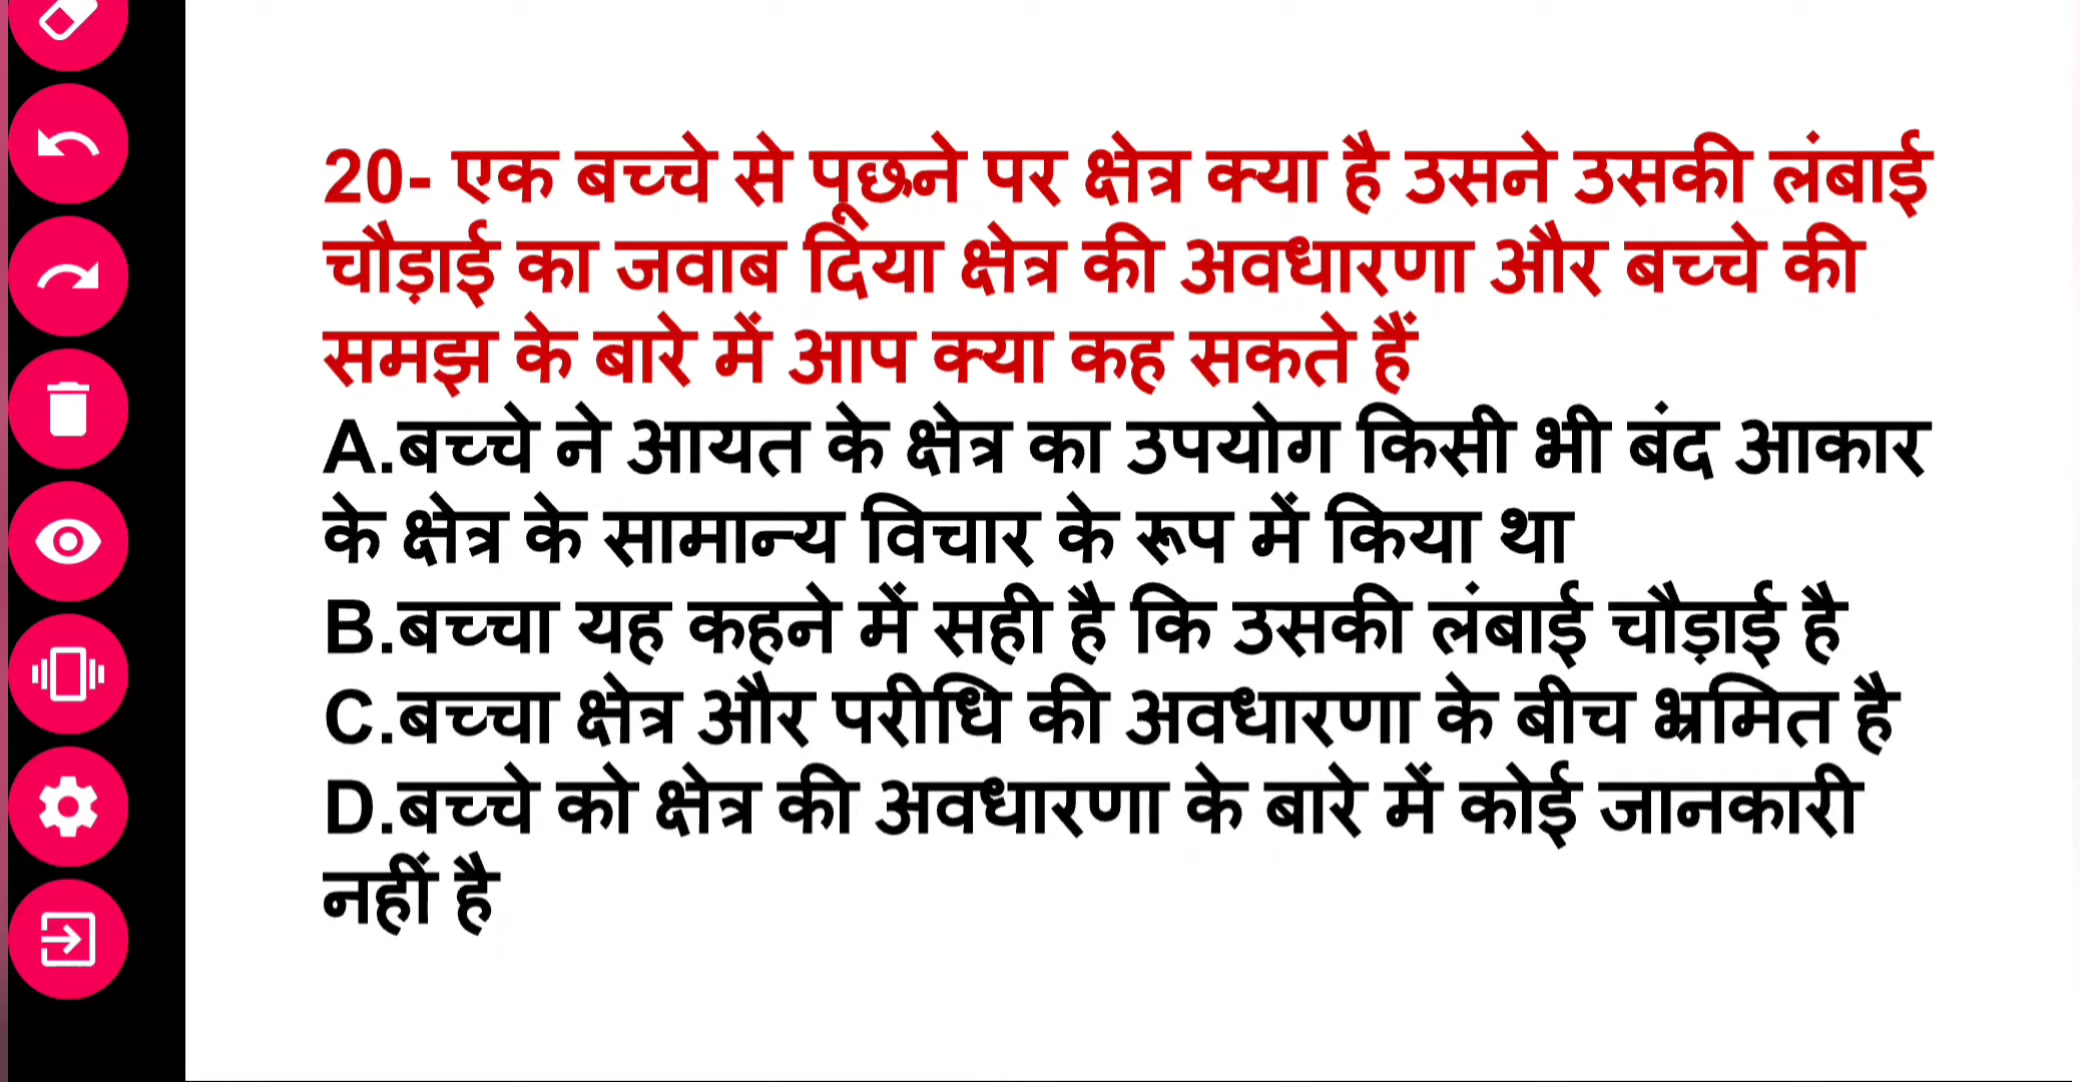 20- एक बच्चे से पूछने पर क्षेत्र क्या है उसने उसकी लंबाई
चौड़ाई का जवाब दिया क्षेत्र की अवधारणा और बच्चे की
समझ के बारे में आप क्या कह सकते हैं
A.बच्चे ने आयत के क्षेत्र का उपयोग किसी भी बंद आकार
के क्षेत्र के सामान्य विचार के रूप में किया था
B.बच्चा यह कहने में सही है कि उसकी लंबाई चौड़ाई है
C.बच्चा क्षेत्र और परीधि की अवधारणा के बीच भ्रमित है
D.बच्चे को क्षेत्र की अवधारणा के बारे में कोई जानकारी
नहीं है